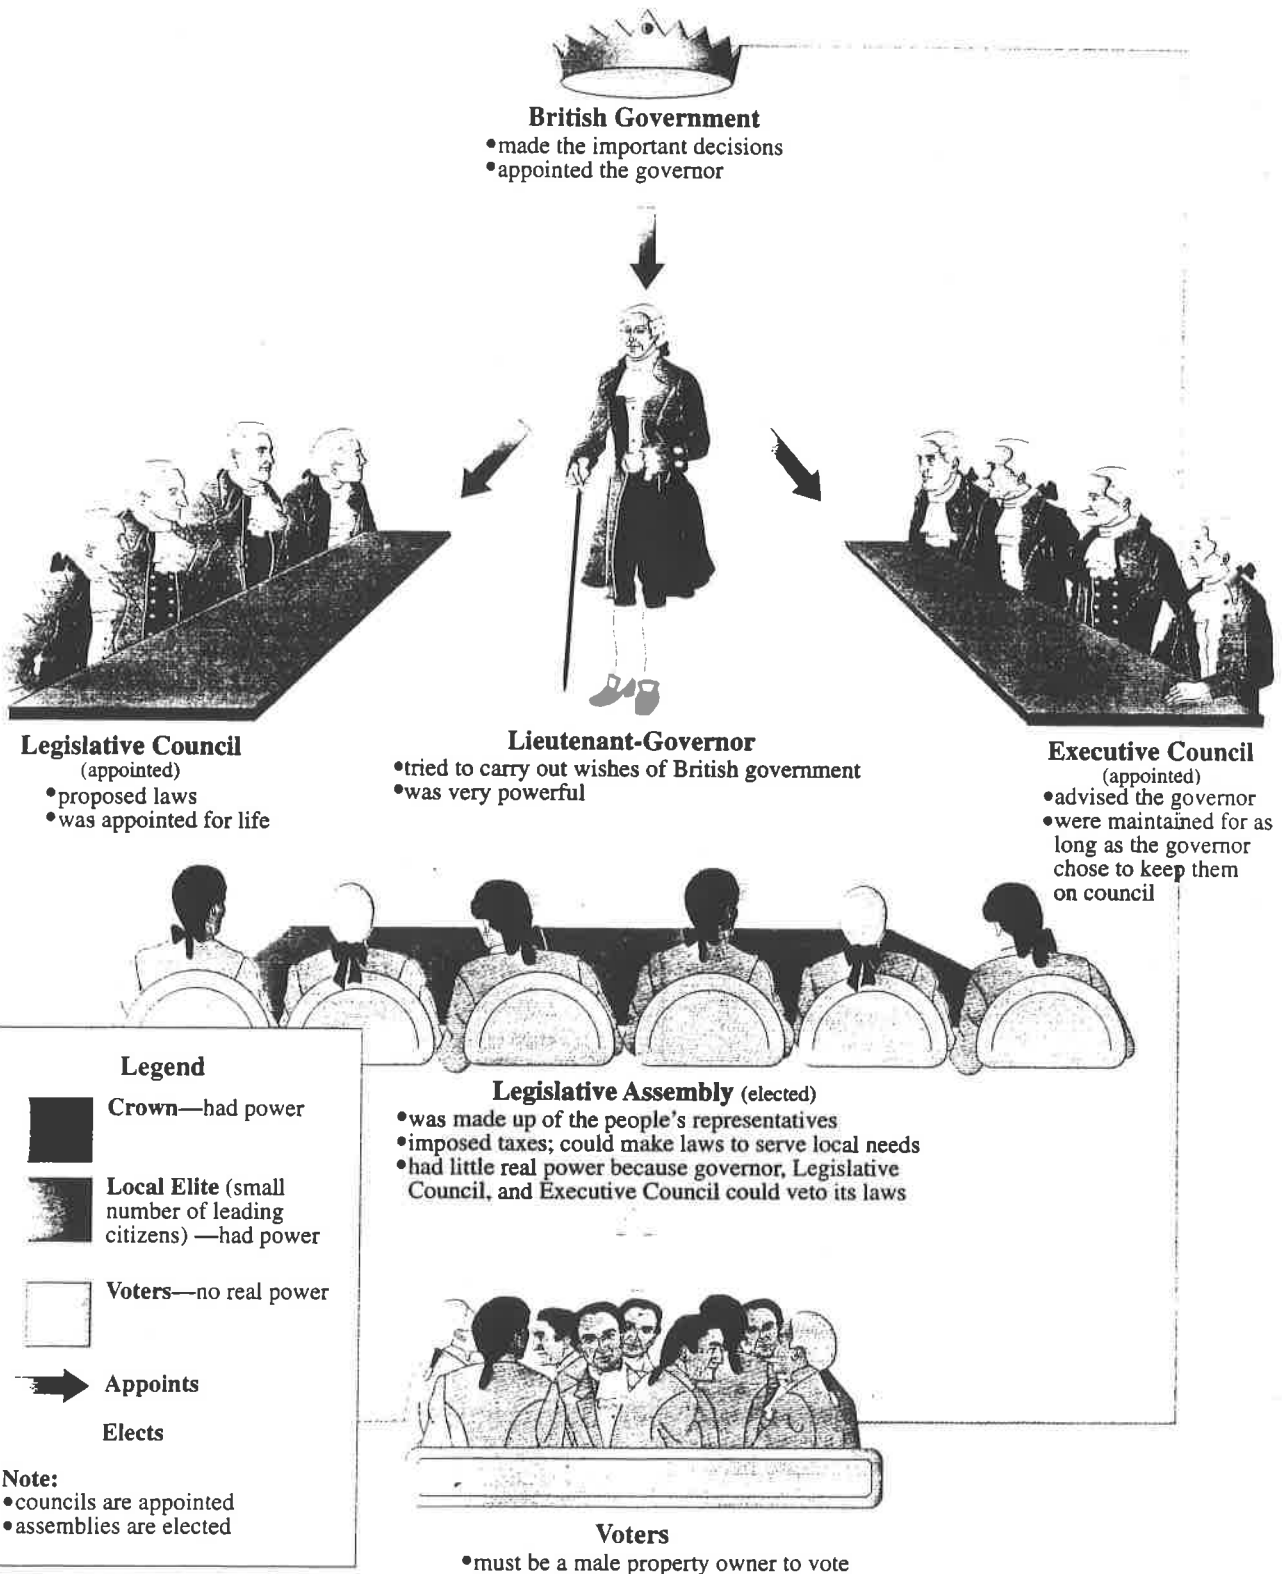 British Government
•made the important decisions
•appointed the governor
Legislative Council
(appointed)
•proposed laws
•was appointed for life
Lieutenant-Governor
•tried to carry out wishes of British government
•was very powerful
Executive Council
(appointed)
•advised the governor
•were maintained for as
long as the governor
chose to keep them
on council
Legislative Assembly (elected)
•was made up of the people's representatives
•imposed taxes; could make laws to serve local needs
•had little real power because governor, Legislative
Council, and Executive Council could veto its laws
Legend
Crown—had power
Local Elite (small
number of leading
citizens) —had power
Voters—no real power
Appoints
Elects
Note:
•councils are appointed
•assemblies are elected
Voters
•must be a male property owner to vote